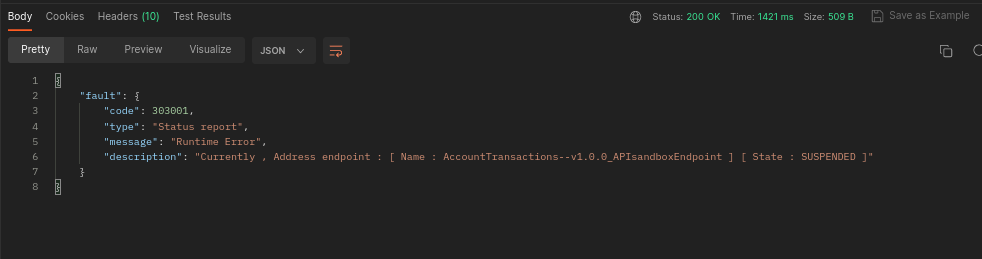 Body Cookies Headers (10) Test Results Status: 200 OK Time: 1421 ms Size: 509 B Save as Example
Pretty Raw Preview Visualize JSON
1 {
2 "fault": {
3 "code": 303001,
4 "type": "Status report",
5 "message": "Runtime Error",
6 "description": "Currently , Address endpoint : [ Name : AccountTransactions--v1.0.0_APIsandboxEndpoint ] [ State : SUSPENDED ]"
7 }
8 }